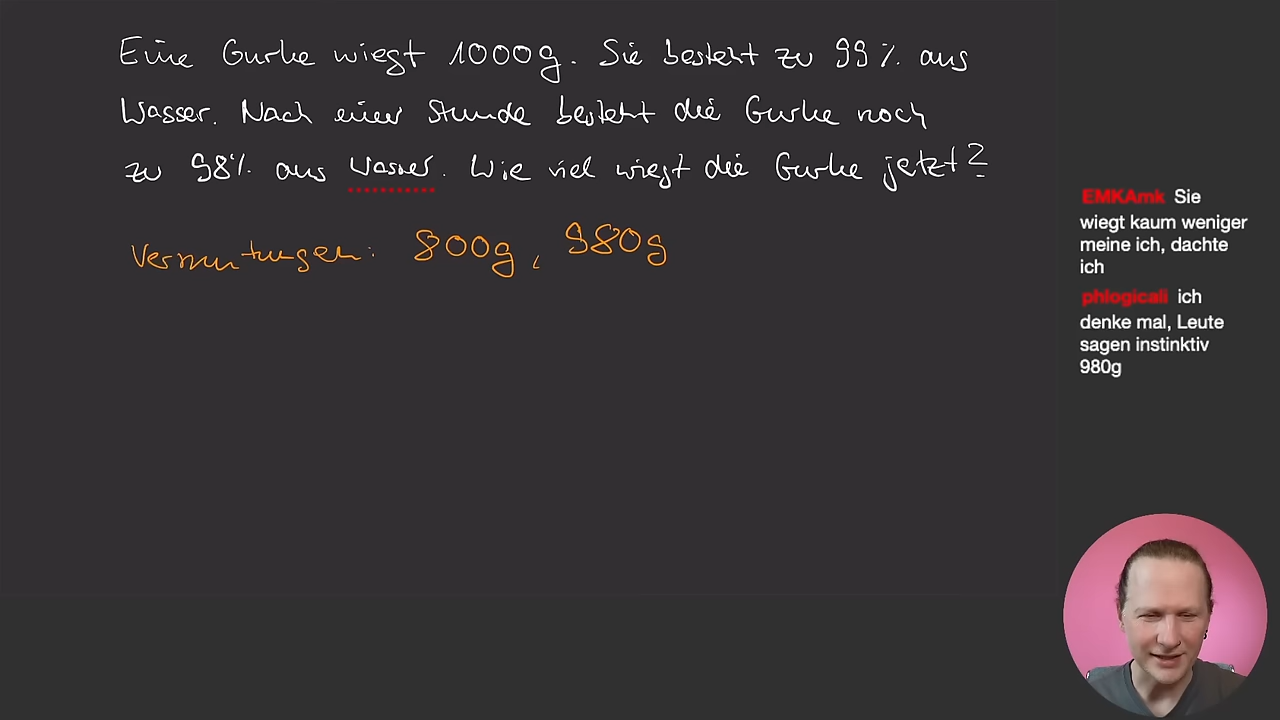 Eine Gurke wiegt 1000g. Sie besteht zu 99% aus
Wasser. Nach einer Stunde besteht die Gurke noch
zu 98% aus Wasser. Wie viel wiegt die Gurke jetzt?
Vermutungen: 800g, 980g
EMKAmk Sie
wiegt kaum weniger
meine ich, dachte
ich
phlogicali ich
denke mal, Leute
sagen instinktiv
980g